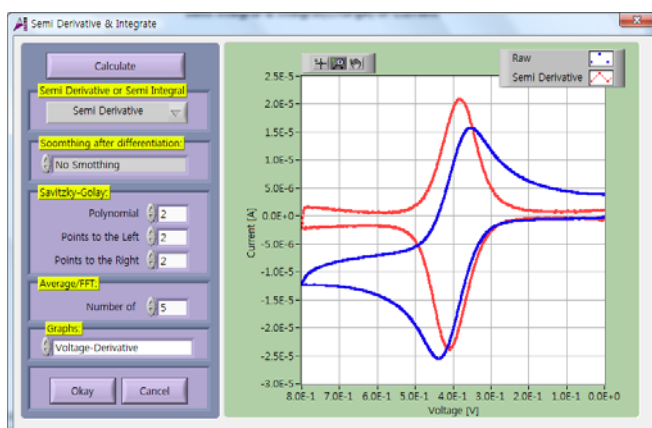 Semi Derivative & Integrate
Calculate
Semi Derivative or Semi Integral
Semi Derivative
Soomthing after differentiation:
No Smotthing
Savitzky-Golay:
Polynomial 2
Points to the Left 2
Points to the Right 2
Average/FFT:
Number of 5
Graphs:
Voltage-Derivative
Okay Cancel
Raw
Semi Derivative
2.5E-5
2.0E-5
1.5E-5
1.0E-5
5.0E-6
0.0E+0
-5.0E-6
-1.0E-5
-1.5E-5
-2.0E-5
-2.5E-5
-3.0E-5
Current [A]
8.0E-1 7.0E-1 6.0E-1 5.0E-1 4.0E-1 3.0E-1 2.0E-1 1.0E-1 0.0E+0
Voltage [V]